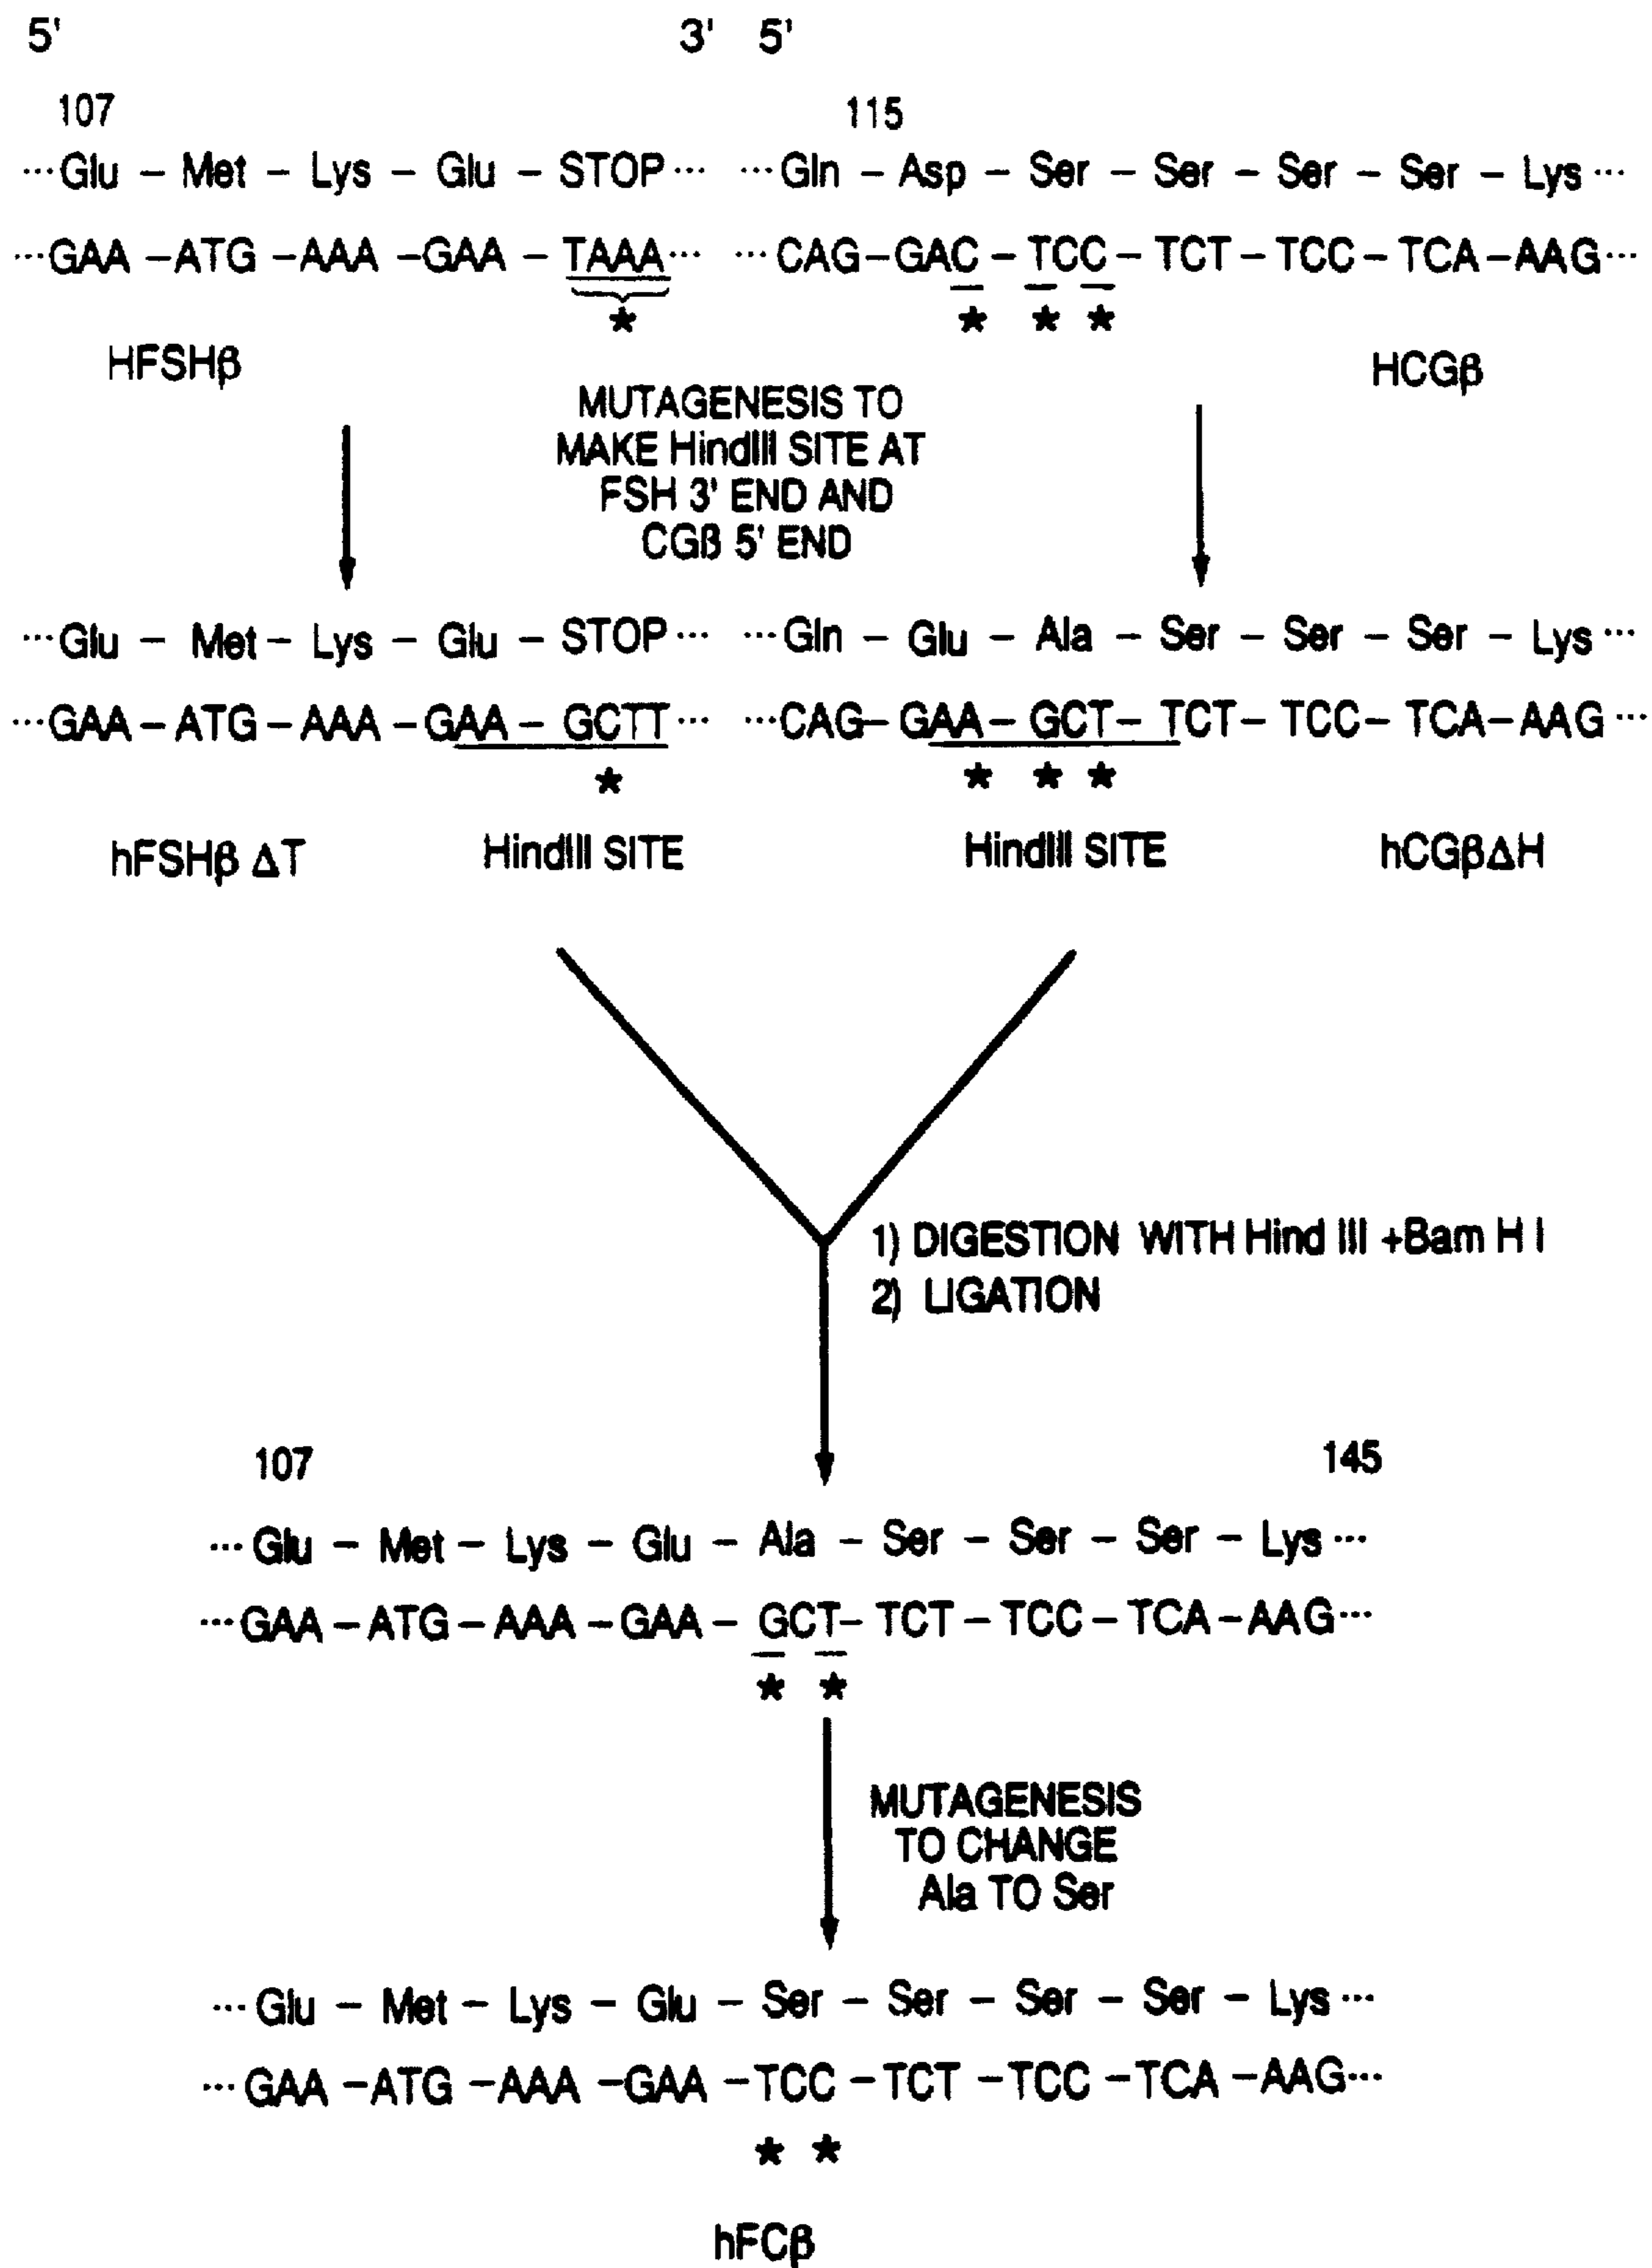 5' 3' 5'
107 115
···Glu – Met – Lys – Glu – STOP··· ···Gln – Asp – Ser – Ser – Ser – Ser – Lys···
···GAA –ATG –AAA –GAA – TAAA··· ···CAG–GAC – TCC – TCT – TCC – TCA –AAG···
* * * *
HFSHβ HCGβ
MUTAGENESIS TO
MAKE HindIII SITE AT
FSH 3' END AND
CGß 5' END
···Glu – Met – Lys – Glu – STOP··· ···Gln – Glu – Ala – Ser – Ser – Ser – Lys···
···GAA – ATG – AAA – GAA – GCTT··· ···CAG– GAA – GCT – TCT – TCC – TCA – AAG···
* * * *
hFSHβ ΔT HindIII SITE HindIII SITE hCGβΔH
1) DIGESTION WITH Hind III +Bam H I
2) LIGATION
107 145
···Glu – Met – Lys – Glu – Ala – Ser – Ser – Ser – Lys···
···GAA – ATG – AAA – GAA – GCT– TCT – TCC – TCA – AAG···
* *
MUTAGENESIS
TO CHANGE
Ala TO Ser
···Glu – Met – Lys – Glu – Ser – Ser – Ser – Ser – Lys···
···GAA –ATG –AAA –GAA –TCC –TCT –TCC –TCA –AAG···
* *
hFCβ